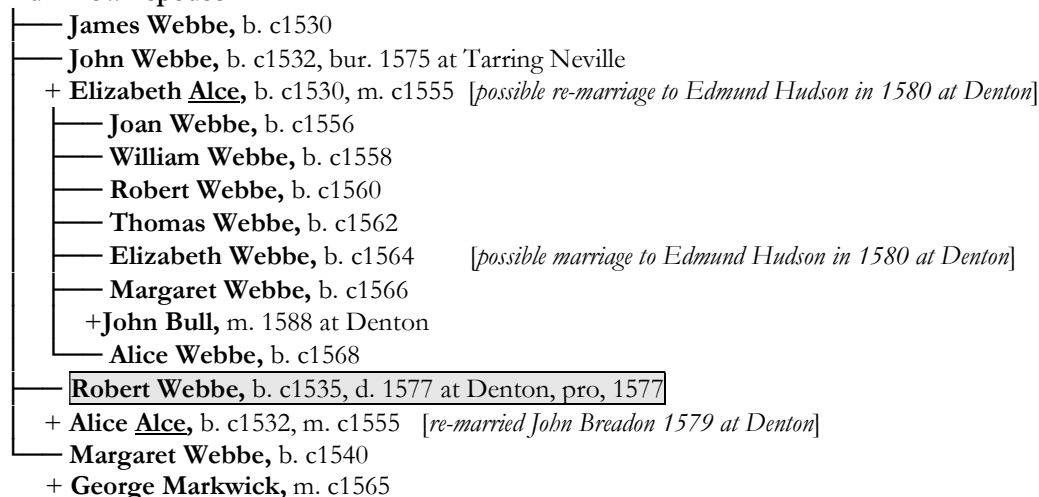 James Webbe, b. c1530
John Webbe, b. c1532, bur. 1575 at Tarring Neville
+ Elizabeth Alce, b. c1530, m. c1555 [possible re-marriage to Edmund Hudson in 1580 at Denton]
Joan Webbe, b. c1556
William Webbe, b. c1558
Robert Webbe, b. c1560
Thomas Webbe, b. c1562
Elizabeth Webbe, b. c1564 [possible marriage to Edmund Hudson in 1580 at Denton]
Margaret Webbe, b. c1566
+John Bull, m. 1588 at Denton
Alice Webbe, b. c1568
Robert Webbe, b. c1535, d. 1577 at Denton, pro, 1577
+ Alice Alce, b. c1532, m. c1555 [re-married John Breadon 1579 at Denton]
Margaret Webbe, b. c1540
+ George Markwick, m. c1565